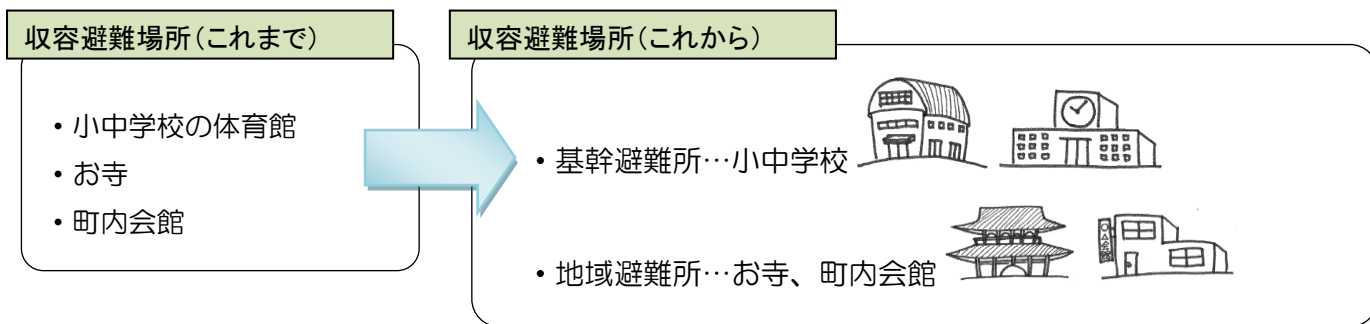 収容避難場所（これまで）
・小中学校の体育館
・お寺
・町内会館
収容避難場所（これから）
・基幹避難所…小中学校
・地域避難所…お寺、町内会館
○△会館